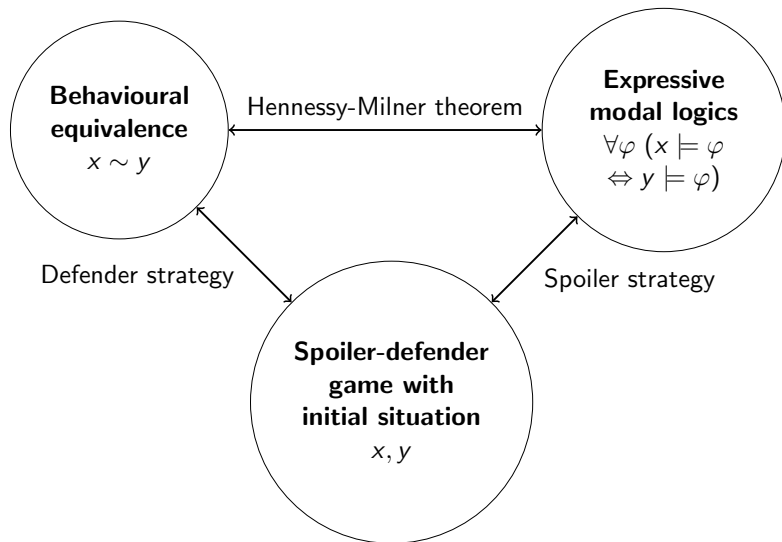 Behavioural
equivalence
x ∼ y
Hennessy-Milner theorem
Expressive
modal logics
∀φ (x ⊨ φ
⇔ y ⊨ φ)
Defender strategy
Spoiler strategy
Spoiler-defender
game with
initial situation
x, y